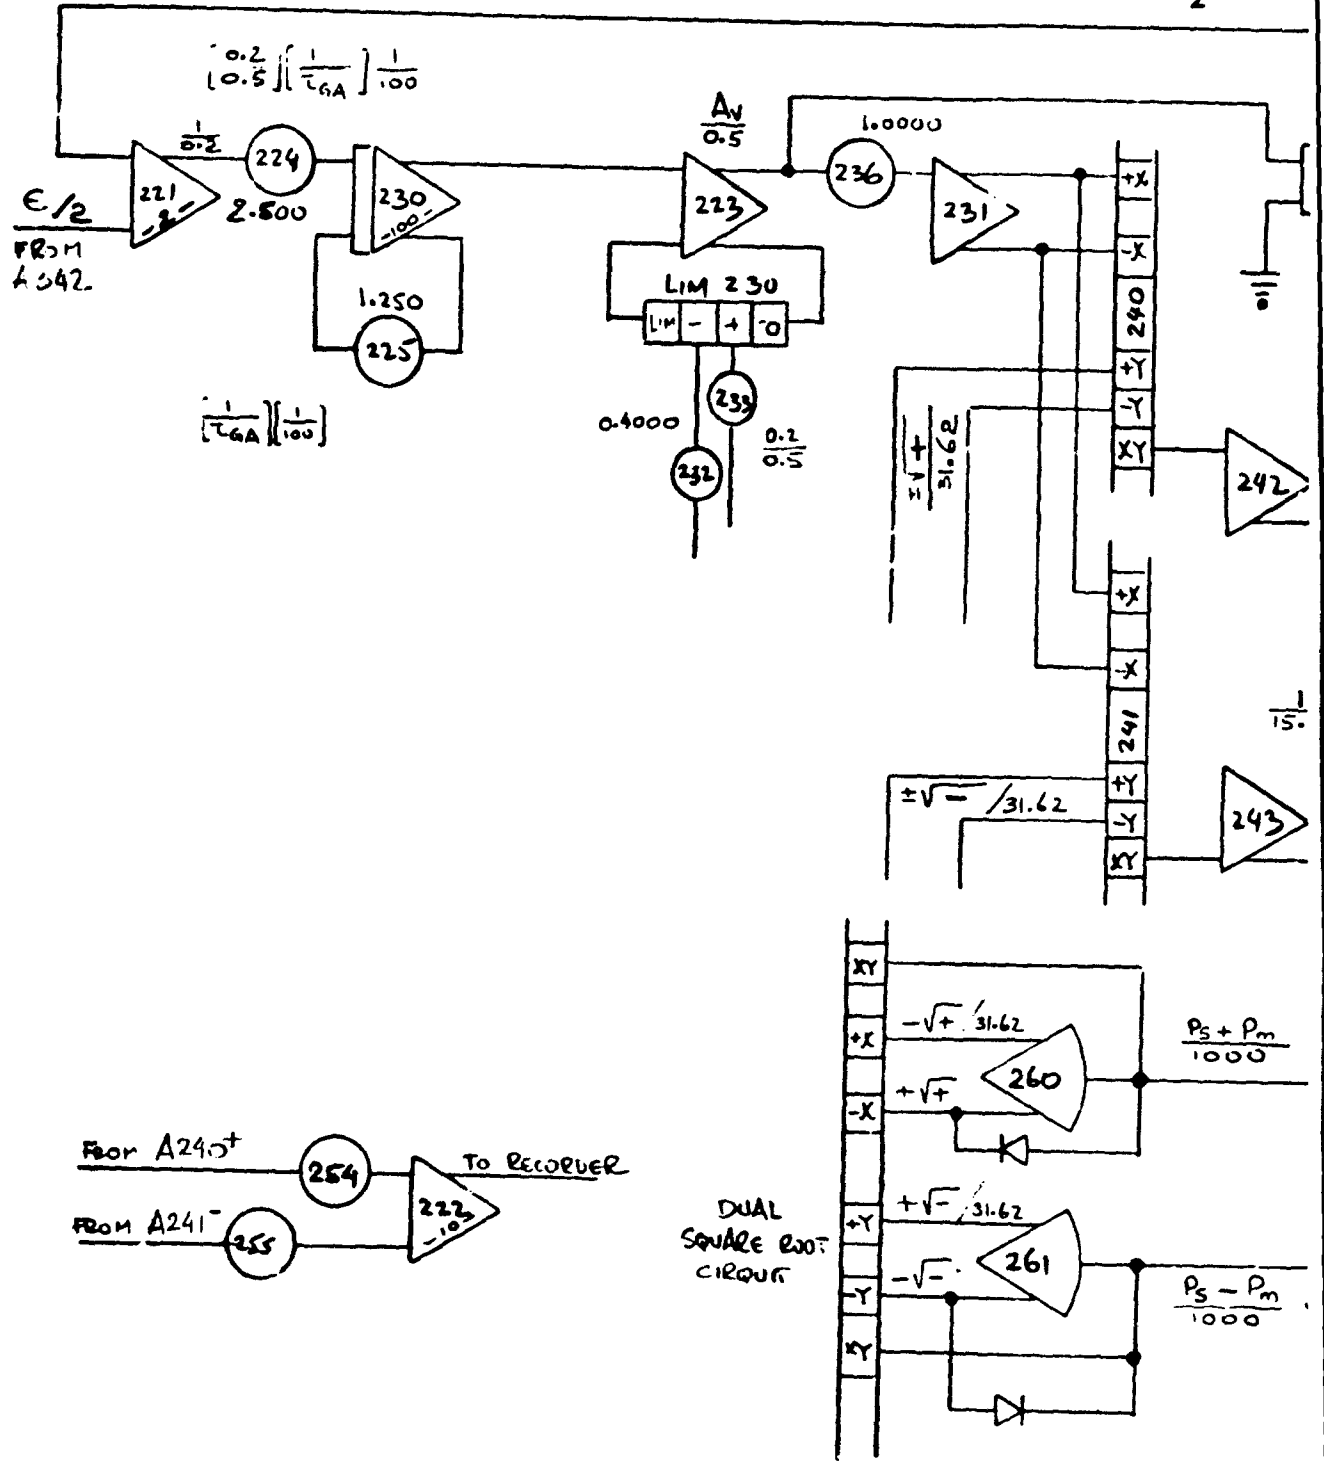 2
0.2
0.5
1
τGA
1
100
1
0.2
224
2.500
221
-2-
ε/2
FROM
A342
230
-100-
1.250
225
[1/τGA][1/100]
Av
0.5
223
LIM 230
LIM - + -0
233
0.4000
0.2
0.5
232
1.0000
236
231
+X
-X
240
+Y
-Y
XY
±√+
31.62
242
+X
-X
241
+Y
-Y
XY
±√- /31.62
1
15.
243
XY
+X
-X
+Y
-Y
XY
-√+ /31.62
260
+√+
Ps + Pm
1000
+√- /31.62
261
-√-
Ps - Pm
1000
DUAL
SQUARE ROOT
CIRCUIT
FROM A240+
254
TO RECORDER
222
-10-
FROM A241-
255